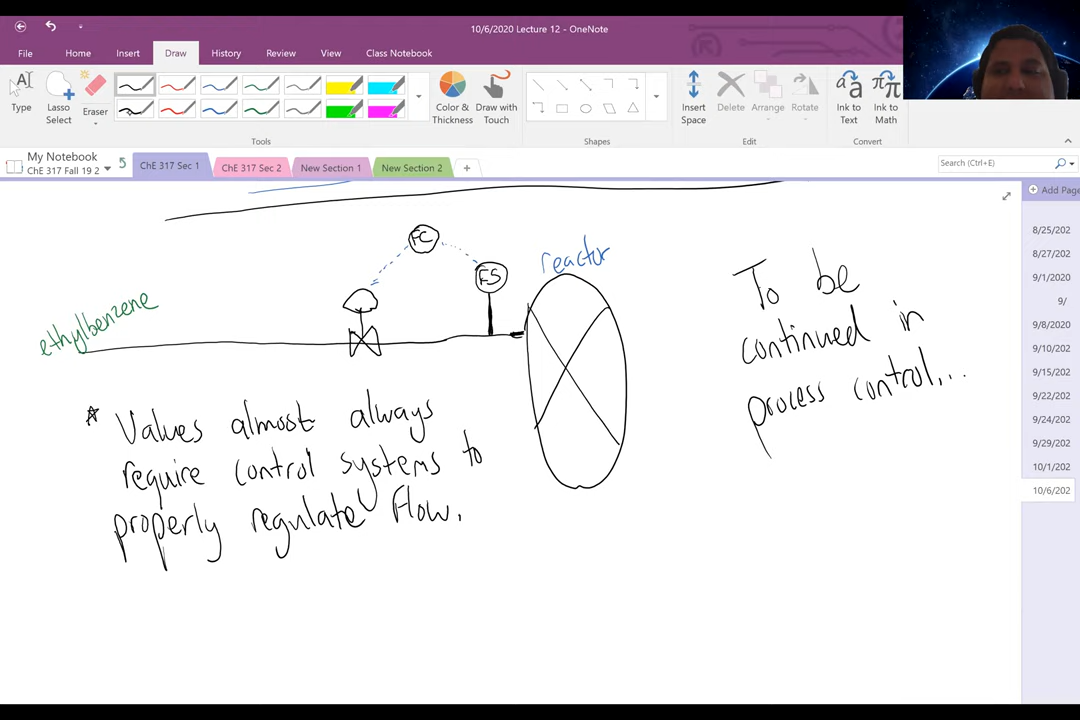 10/6/2020 Lecture 12 - OneNote
File Home Insert Draw History Review View Class Notebook
Type
Lasso Select
Eraser
Color & Thickness
Draw with Touch
Insert Space
Delete
Arrange
Rotate
Ink to Text
Ink to Math
Tools
Shapes
Edit
Convert
My Notebook
ChE 317 Fall 19 2
ChE 317 Sec 1
ChE 317 Sec 2
New Section 1
New Section 2
Search (Ctrl+E)
Add Page
8/25/202
8/27/202
9/1/2020
9/
9/8/2020
9/10/202
9/15/202
9/22/202
9/24/202
9/29/202
10/1/202
10/6/202
FC
FS
reactor
ethylbenzene
To be
continued in
process control...
Valves almost always
require control systems to
properly regulate flow.